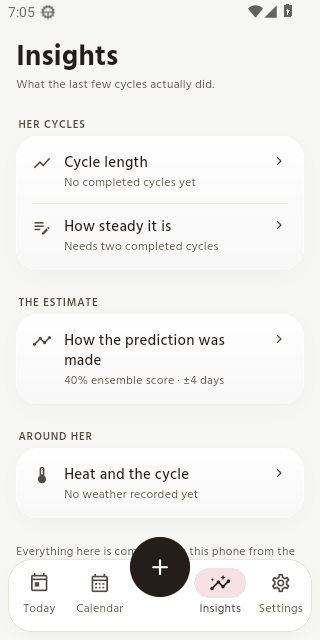 7:05
Insights
What the last few cycles actually did.
HER CYCLES
Cycle length
No completed cycles yet
How steady it is
Needs two completed cycles
THE ESTIMATE
How the prediction was
made
40% ensemble score · ±4 days
AROUND HER
Heat and the cycle
No weather recorded yet
Everything here is this phone from the
Today
Calendar
Insights
Settings